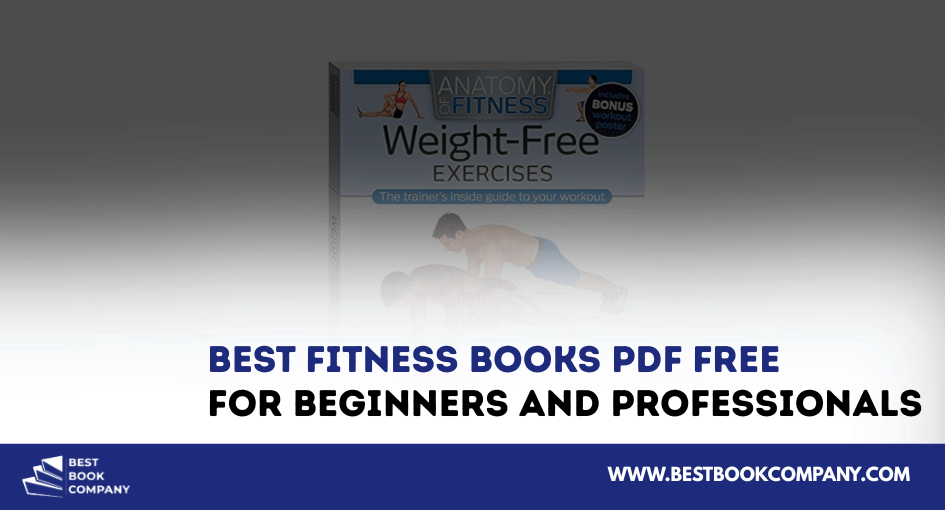 ANATOMY
OF FITNESS
includes
BONUS
workout
poster
Weight-Free
EXERCISES
The trainer's inside guide to your workout
BEST FITNESS BOOKS PDF FREE
FOR BEGINNERS AND PROFESSIONALS
BEST
BOOK
COMPANY
WWW.BESTBOOKCOMPANY.COM